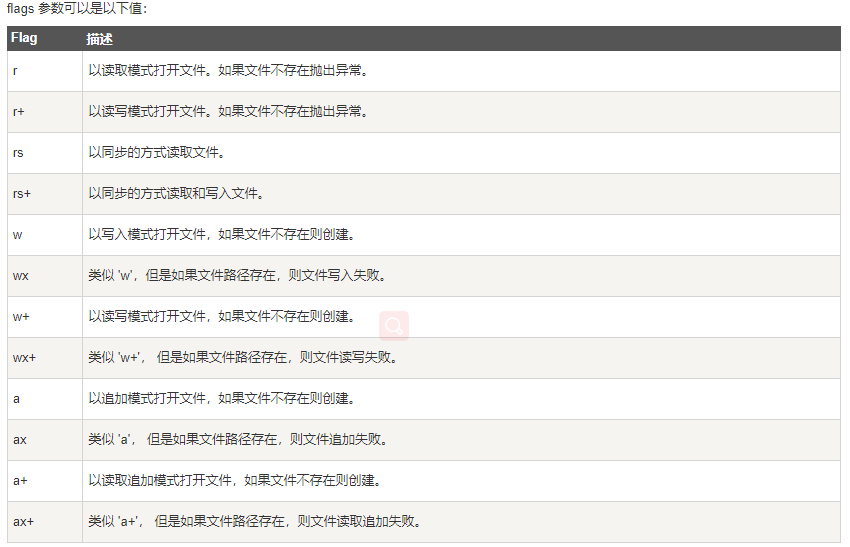 flags 参数可以是以下值：
Flag 描述
r 以读取模式打开文件。如果文件不存在抛出异常。
r+ 以读写模式打开文件。如果文件不存在抛出异常。
rs 以同步的方式读取文件。
rs+ 以同步的方式读取和写入文件。
w 以写入模式打开文件，如果文件不存在则创建。
wx 类似 'w'，但是如果文件路径存在，则文件写入失败。
w+ 以读写模式打开文件，如果文件不存在则创建。
wx+ 类似 'w+'， 但是如果文件路径存在，则文件读写失败。
a 以追加模式打开文件，如果文件不存在则创建。
ax 类似 'a'， 但是如果文件路径存在，则文件追加失败。
a+ 以读取追加模式打开文件，如果文件不存在则创建。
ax+ 类似 'a+'， 但是如果文件路径存在，则文件读取追加失败。